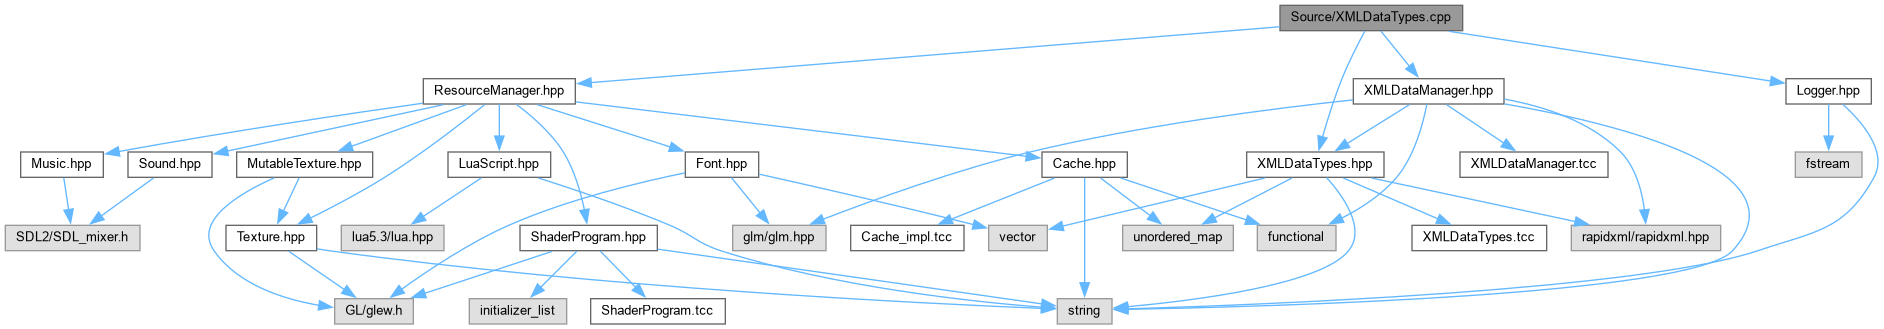 Source/XMLDataTypes.cpp
ResourceManager.hpp
XMLDataManager.hpp
Logger.hpp
Music.hpp
Sound.hpp
MutableTexture.hpp
LuaScript.hpp
Font.hpp
Cache.hpp
XMLDataTypes.hpp
XMLDataManager.tcc
fstream
SDL2/SDL_mixer.h
Texture.hpp
lua5.3/lua.hpp
ShaderProgram.hpp
glm/glm.hpp
Cache_impl.tcc
vector
unordered_map
functional
XMLDataTypes.tcc
rapidxml/rapidxml.hpp
GL/glew.h
initializer_list
ShaderProgram.tcc
string